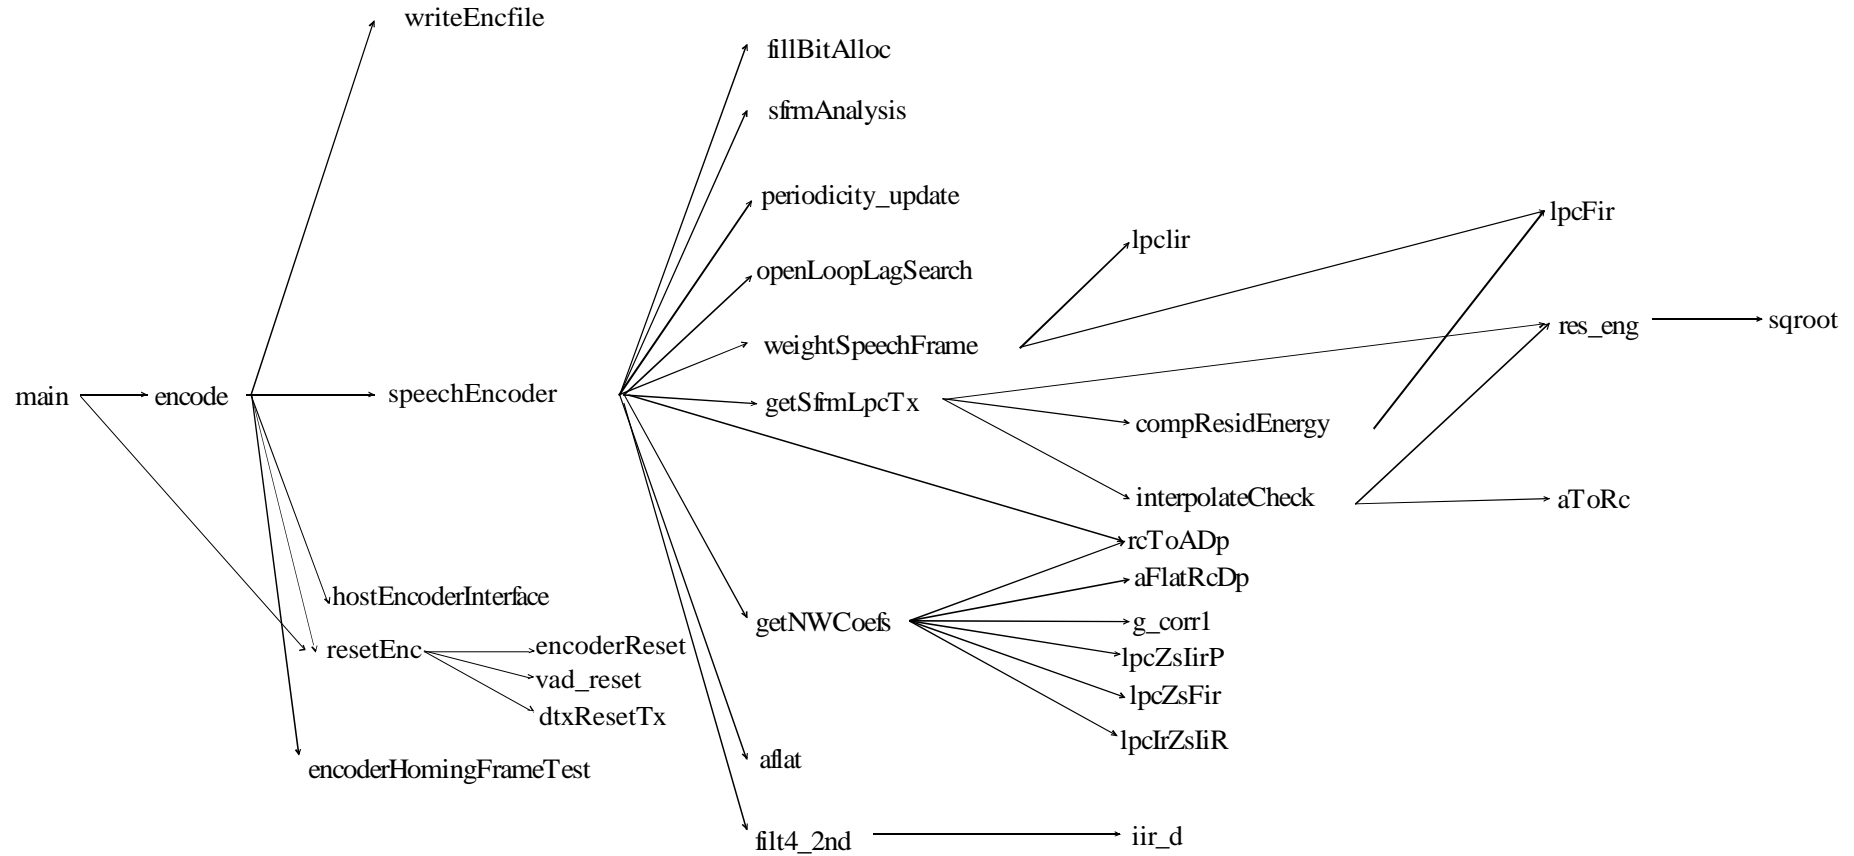 writeEncfile
fillBitAlloc
sfrmAnalysis
periodicity_update
lpcFir
lpclir
openLoopLagSearch
res_eng
sqroot
weightSpeechFrame
main
encode
speechEncoder
getSfrmLpcTx
compResidEnergy
interpolateCheck
aToRc
rcToADp
aFlatRcDp
hostEncoderInterface
getNWCoefs
g_corr1
resetEnc
encoderReset
lpcZsIirP
vad_reset
lpcZsFir
dtxResetTx
lpcIrZsIiR
aflat
encoderHomingFrameTest
filt4_2nd
iir_d